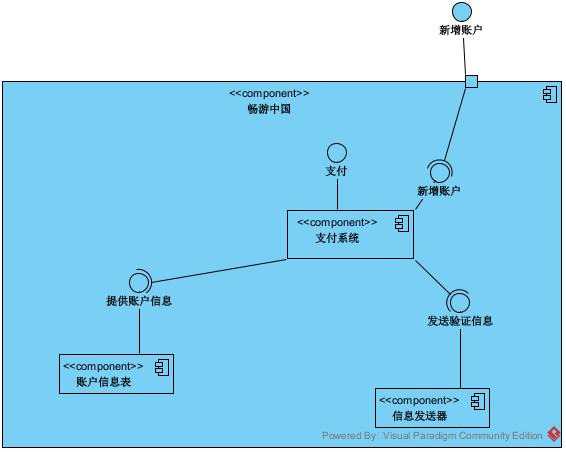 新增账户
<<component>>
畅游中国
支付
新增账户
<<component>>
支付系统
提供账户信息
发送验证信息
<<component>>
账户信息表
<<component>>
信息发送器
Powered By Visual Paradigm Community Edition